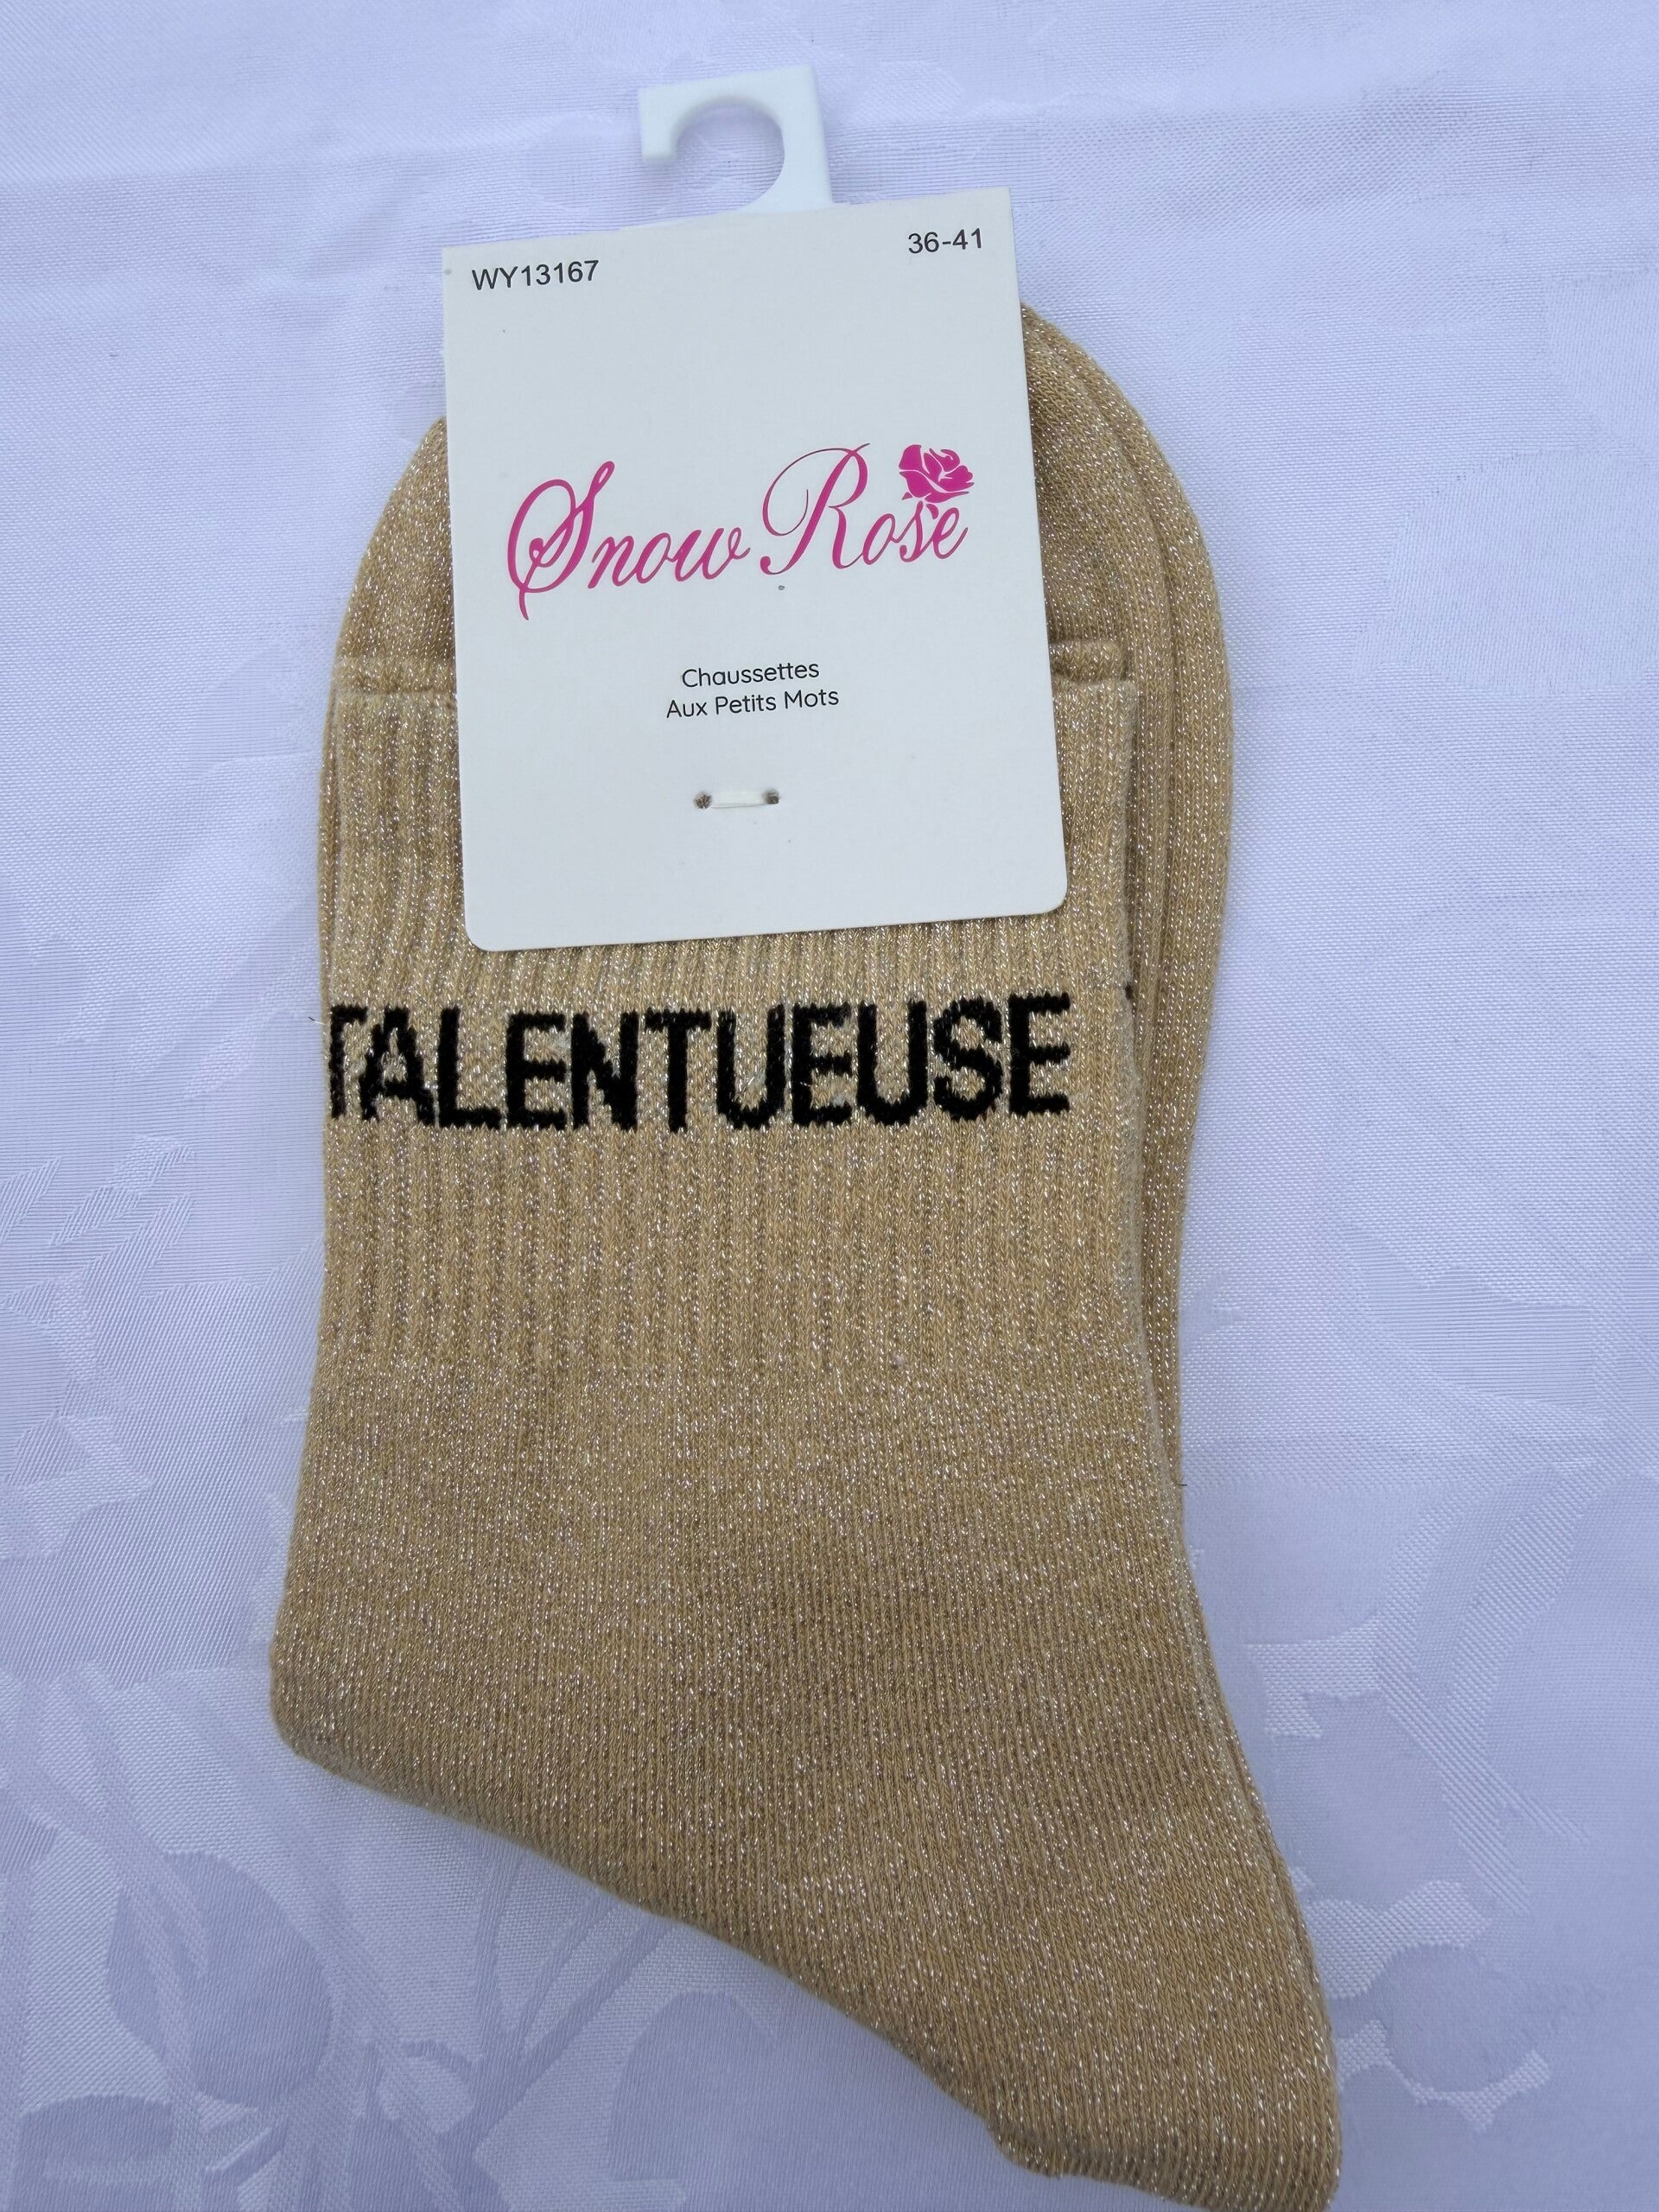 WY13167 36-41
Snow Rose
Chaussettes
Aux Petits Mots
TALENTUEUSE